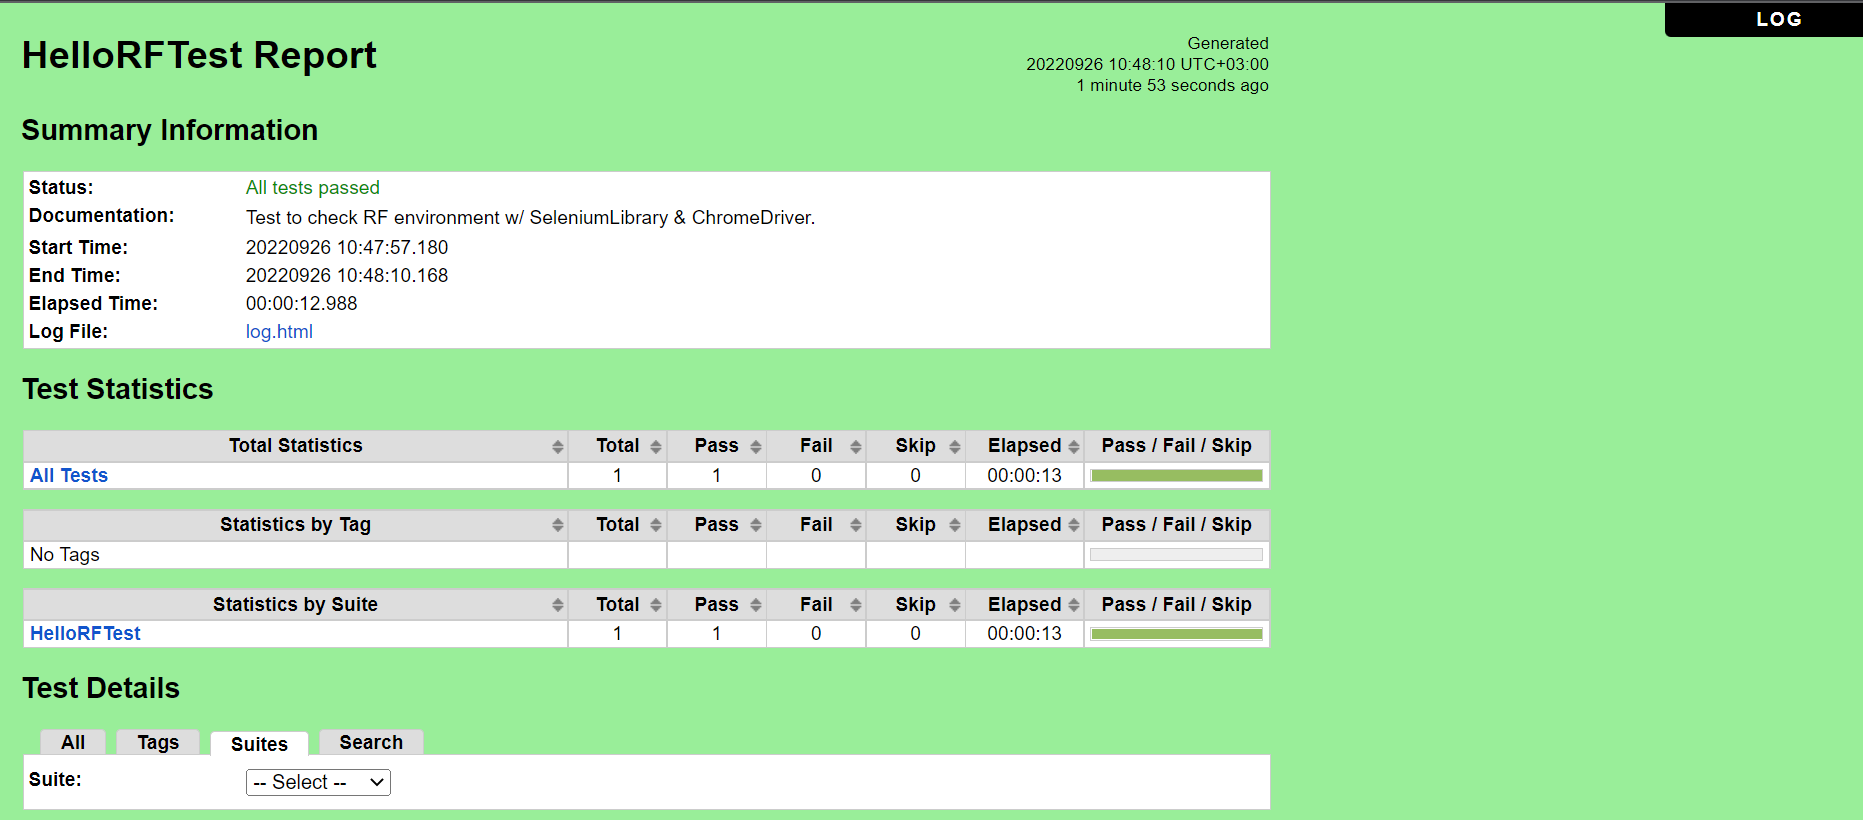 LOG
HelloRFTest Report
Generated
20220926 10:48:10 UTC+03:00
1 minute 53 seconds ago
Summary Information
Status: All tests passed
Documentation: Test to check RF environment w/ SeleniumLibrary & ChromeDriver.
Start Time: 20220926 10:47:57.180
End Time: 20220926 10:48:10.168
Elapsed Time: 00:00:12.988
Log File: log.html
Test Statistics
Total Statistics Total Pass Fail Skip Elapsed Pass / Fail / Skip
All Tests 1 1 0 0 00:00:13
Statistics by Tag Total Pass Fail Skip Elapsed Pass / Fail / Skip
No Tags
Statistics by Suite Total Pass Fail Skip Elapsed Pass / Fail / Skip
HelloRFTest 1 1 0 0 00:00:13
Test Details
All Tags Suites Search
Suite: -- Select --